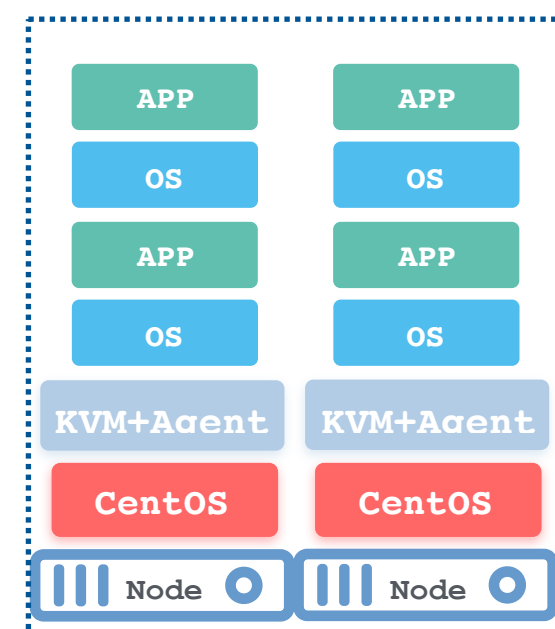 APP APP
OS OS
APP APP
OS OS
KVM+Agent KVM+Agent
CentOS CentOS
Node Node